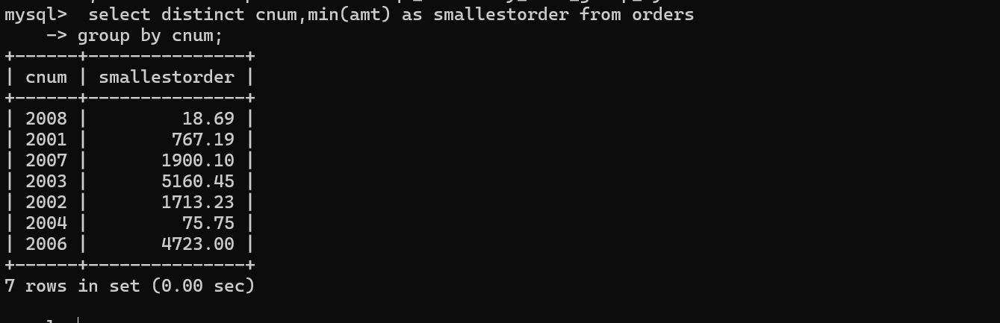 mysql>  select distinct cnum,min(amt) as smallestorder from orders
    -> group by cnum;
+------+---------------+
| cnum | smallestorder |
+------+---------------+
| 2008 |         18.69 |
| 2001 |        767.19 |
| 2007 |       1900.10 |
| 2003 |       5160.45 |
| 2002 |       1713.23 |
| 2004 |         75.75 |
| 2006 |       4723.00 |
+------+---------------+
7 rows in set (0.00 sec)